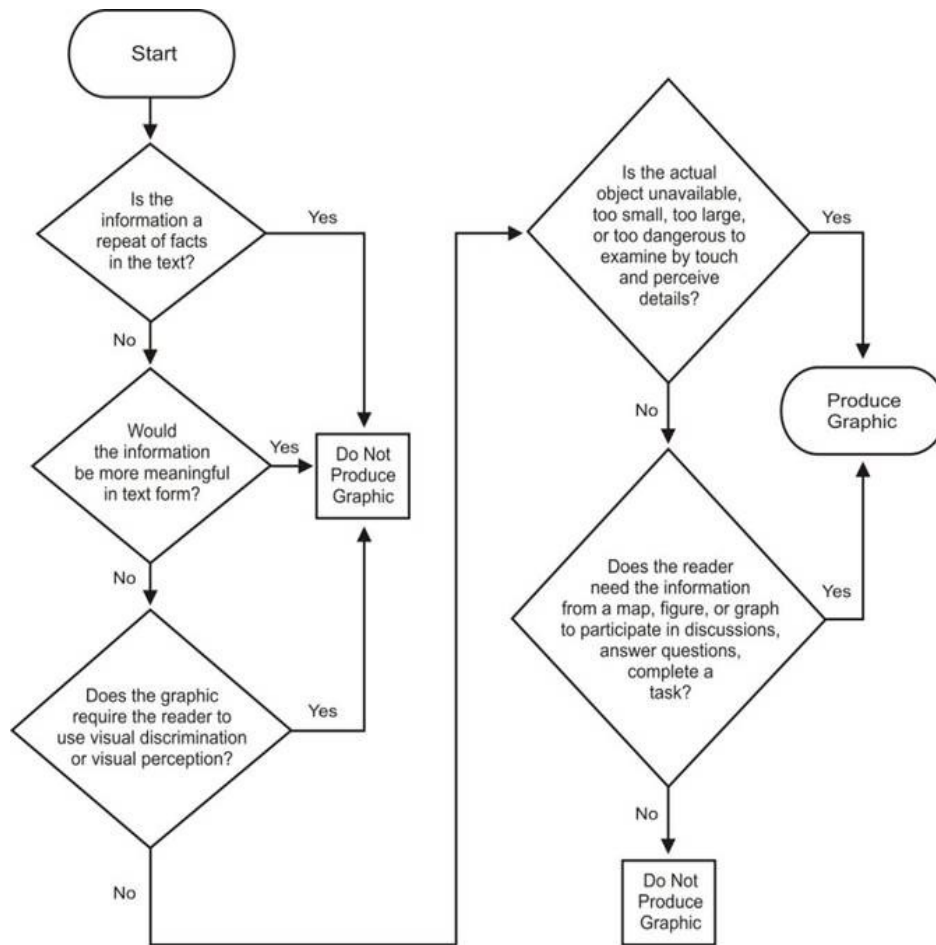 Start
Is the
information a
repeat of facts
in the text?
Yes
No
Would
the information
be more meaningful
in text form?
Yes
Do Not
Produce
Graphic
No
Does the graphic
require the reader to
use visual discrimination
or visual perception?
Yes
No
Is the actual
object unavailable,
too small, too large,
or too dangerous to
examine by touch
and perceive
details?
Yes
Produce
Graphic
No
Does the reader
need the information
from a map, figure, or graph
to participate in discussions,
answer questions,
complete a
task?
Yes
No
Do Not
Produce
Graphic